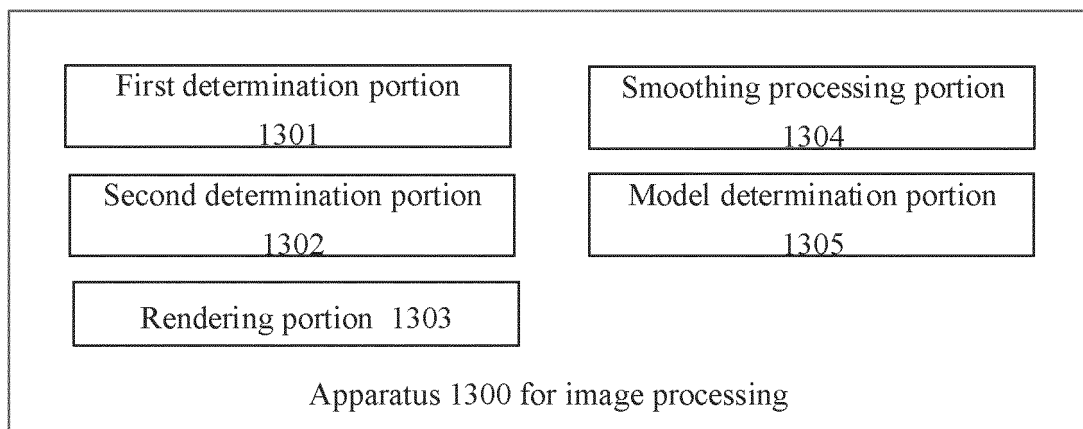 First determination portion
1301
Second determination portion
1302
Rendering portion 1303
Smoothing processing portion
1304
Model determination portion
1305
Apparatus 1300 for image processing